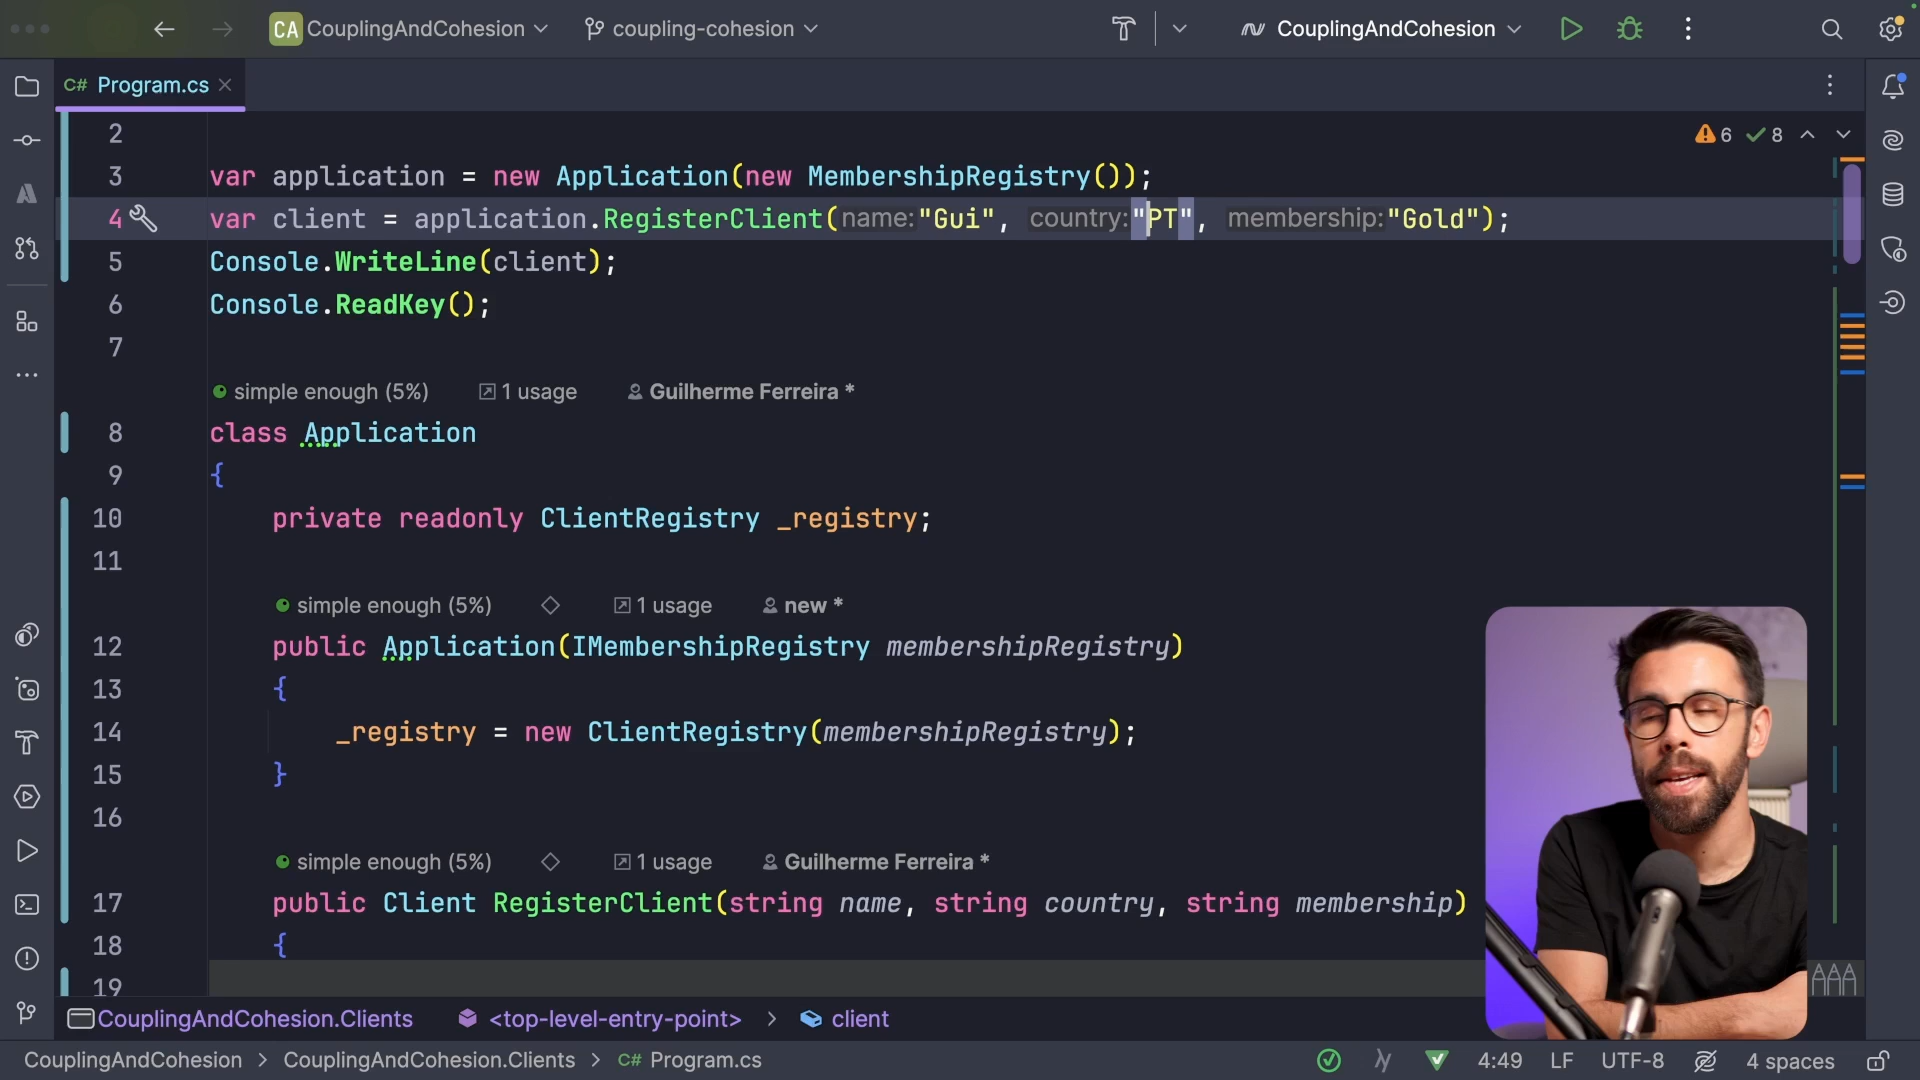 CA CouplingAndCohesion coupling-cohesion CouplingAndCohesion
C# Program.cs
6 8
2
3 var application = new Application(new MembershipRegistry());
4 var client = application.RegisterClient(name:"Gui", country:"PT", membership:"Gold");
5 Console.WriteLine(client);
6 Console.ReadKey();
7
simple enough (5%) 1 usage Guilherme Ferreira *
8 class Application
9 {
10 private readonly ClientRegistry _registry;
11
simple enough (5%) 1 usage new *
12 public Application(IMembershipRegistry membershipRegistry)
13 {
14 _registry = new ClientRegistry(membershipRegistry);
15 }
16
simple enough (5%) 1 usage Guilherme Ferreira *
17 public Client RegisterClient(string name, string country, string membership)
18 {
19
CouplingAndCohesion.Clients <top-level-entry-point> > client
CouplingAndCohesion > CouplingAndCohesion.Clients > C# Program.cs 4:49 LF UTF-8 4 spaces